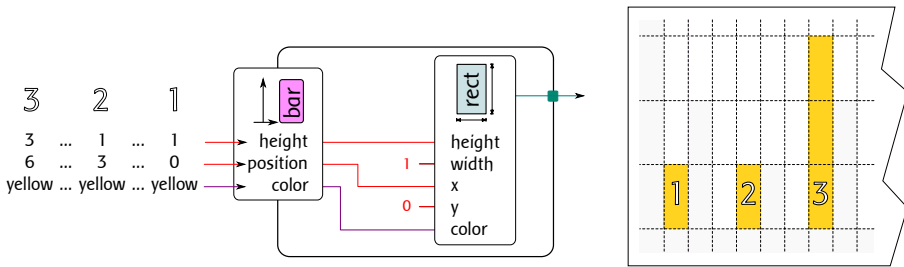 3 2 1
3 ... 1 ... 1
6 ... 3 ... 0
yellow ... yellow ... yellow
bar
height
position
color
rect
height
1 width
x
0 y
color
1 2 3